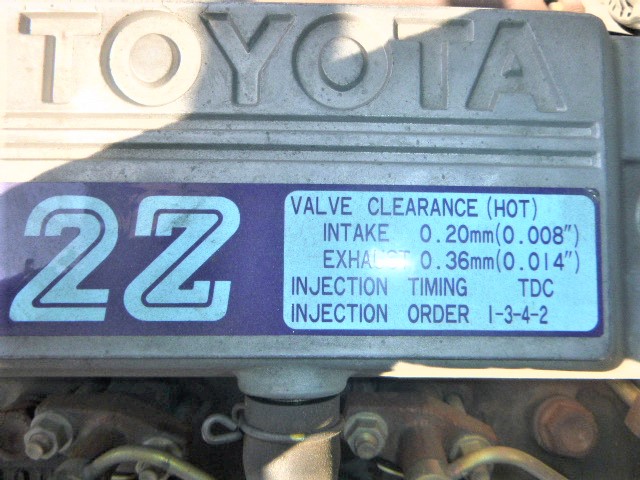 TOYOTA
2Z
VALVE CLEARANCE (HOT)
INTAKE 0.20mm(0.008")
EXHAUST 0.36mm(0.014")
INJECTION TIMING TDC
INJECTION ORDER 1-3-4-2